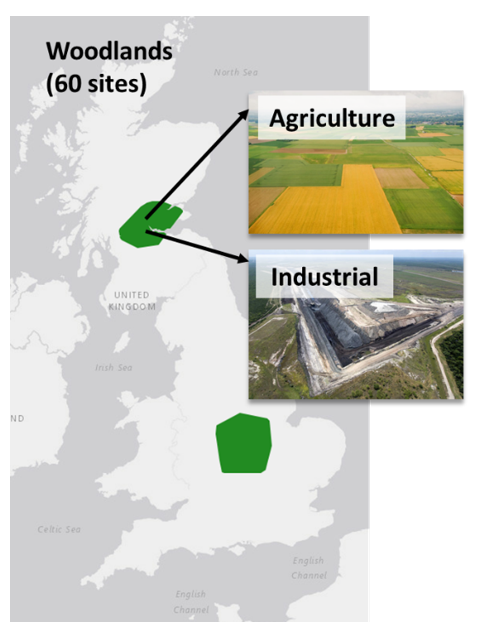 Woodlands
(60 sites)
North Sea
Agriculture
Industrial
UNITED
KINGDOM
Irish Sea
ND
Celtic Sea
English
Channel
English
Channel